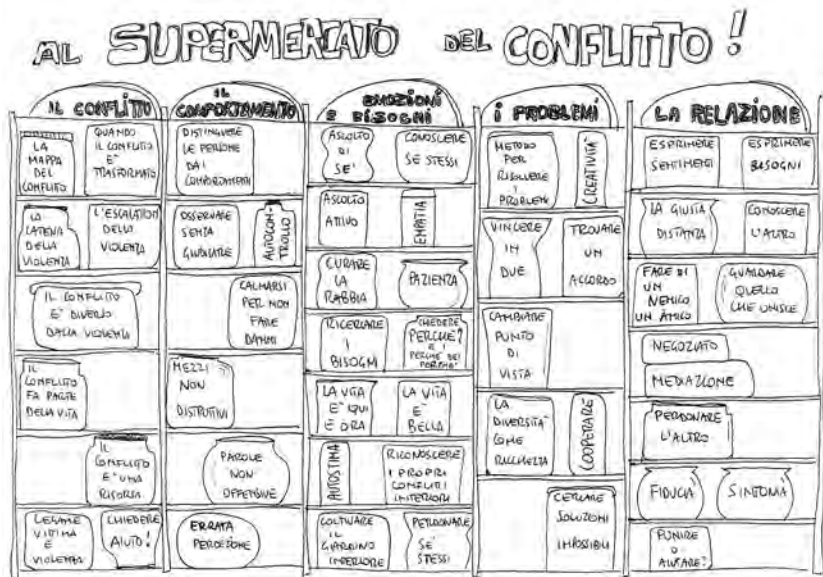 AL SUPERMERCATO DEL CONFLITTO!
IL CONFLITTO
LA
MAPPA
DEL
CONFLITTO
QUANDO
IL CONFLITTO
E'
TRASFORMATO
LA
CATENA
DELLA
VIOLENZA
L'ESCALATION
DELLA
VIOLENZA
IL CONFLITTO
E' DIVERSO
DALLA VIOLENZA
IL
CONFLITTO
FA PARTE
DELLA VITA
IL
CONFLITTO
E' UNA
RISORSA
LEGAME
VITTIMA
E
VIOLENZA
CHIEDERE
AIUTO!
IL
COMPORTAMENTO
DISTINGUERE
LE PERSONE
DAI
COMPORTAMENTI
OSSERVARE
SENZA
GIUDICARE
AUTOCON-
TROLLO
CALMARSI
PER NON
FARE
DANNI
MEZZI
NON
DISTRUTTIVI
PAROLE
NON
OFFENSIVE
ERRATA
PERCEZIONE
EMOZIONI
E BISOGNI
ASCOLTO
DI
SE'
CONOSCERE
SE STESSI
ASCOLTO
ATTIVO
EMPATIA
CURARE
LA
RABBIA
PAZIENZA
RICERCARE
I
BISOGNI
CHIEDERE
PERCHE'?
E I
PERCHE' DEI
PERCHE'
LA VITA
E' QUI
E ORA
LA VITA
E'
BELLA
AUTOSTIMA
RICONOSCERE
I PROPRI
CONFLITTI
INTERIORI
COLTIVARE
IL
GIARDINO
INTERIORE
PERDONARE
SE'
STESSI
I PROBLEMI
METODO
PER
RISOLVERE
I
PROBLEMI
CREATIVITÀ
VINCERE
IN
DUE
TROVARE
UN
ACCORDO
CAMBIARE
PUNTO
DI
VISTA
LA
DIVERSITA'
COME
RICCHEZZA
COOPERARE
CERCARE
SOLUZIONI
IMPOSSIBILI
LA RELAZIONE
ESPRIMERE
SENTIMENTI
ESPRIMERE
BISOGNI
LA GIUSTA
DISTANZA
CONOSCERE
L'ALTRO
FARE DI
UN
NEMICO
UN AMICO
GUARDARE
QUELLO
CHE UNISCE
NEGOZIATO
MEDIAZIONE
PERDONARE
L'ALTRO
FIDUCIA
SINTONIA
PUNIRE
O
AIUTARE?